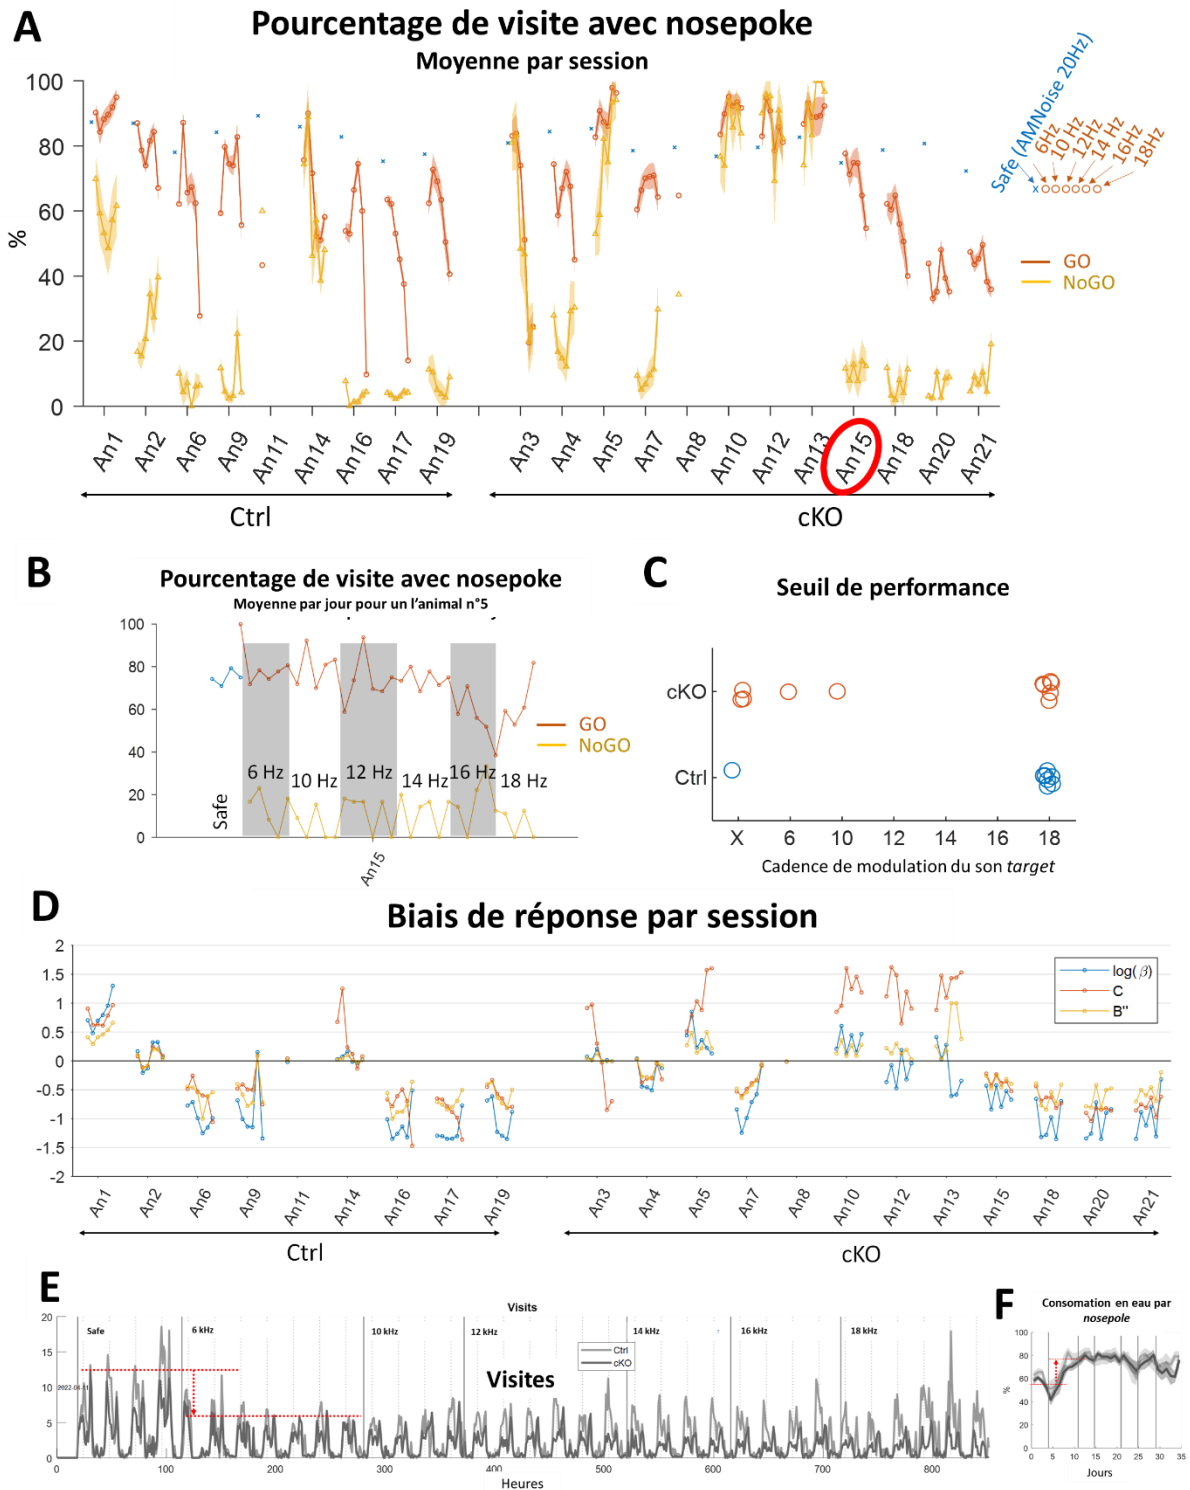 A
Pourcentage de visite avec nosepoke
Moyenne par session
Safe (AMNoise 20Hz)
6Hz
10 Hz
12Hz
14 Hz
16Hz
18Hz
100
80
60
40
20
0
%
GO
NoGO
An1
An2
An6
An9
An11
An14
An16
An17
An19
An3
An4
An5
An7
An8
An10
An12
An13
An15
An18
An20
An21
Ctrl
cKO
B
Pourcentage de visite avec nosepoke
Moyenne par jour pour un l'animal n°5
100
80
60
40
20
0
Safe
6 Hz
10 Hz
12 Hz
14 Hz
16 Hz
18 Hz
An15
GO
NoGO
C
Seuil de performance
cKO
Ctrl
X 6 10 12 14 16 18
Cadence de modulation du son target
D
Biais de réponse par session
2
1.5
1
0.5
0
-0.5
-1
-1.5
-2
log(β)
C
B"
An1
An2
An6
An9
An11
An14
An16
An17
An19
An3
An4
An5
An7
An8
An10
An12
An13
An15
An18
An20
An21
Ctrl
cKO
E
Visits
20
15
10
5
0
Safe
6 kHz
10 kHz
12 kHz
14 kHz
16 kHz
18 kHz
Ctrl
cKO
Visites
0 100 200 300 400 500 600 700 800
Heures
F
Consomation en eau par
nosepole
100
80
60
40
20
0
%
0 5 10 15 20 25 30 35
Jours